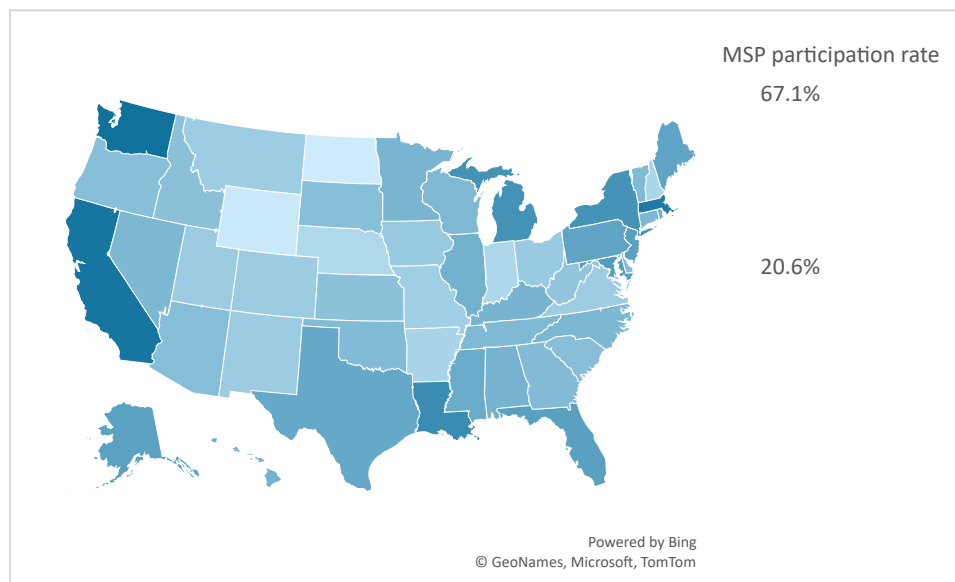 MSP participation rate
67.1%
20.6%
Powered by Bing
© GeoNames, Microsoft, TomTom